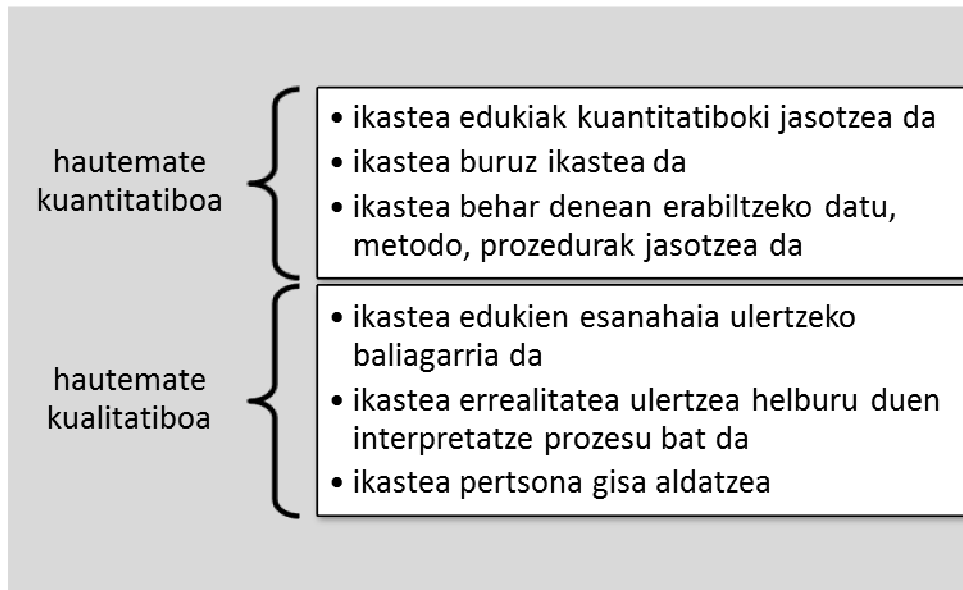 hautemate
kuantitatiboa
• ikastea edukiak kuantitatiboki jasotzea da
• ikastea buruz ikastea da
• ikastea behar denean erabiltzeko datu,
metodo, prozedurak jasotzea da
hautemate
kualitatiboa
• ikastea edukien esanahaia ulertzeko
baliagarria da
• ikastea errealitatea ulertzea helburu duen
interpretatze prozesu bat da
• ikastea pertsona gisa aldatzea